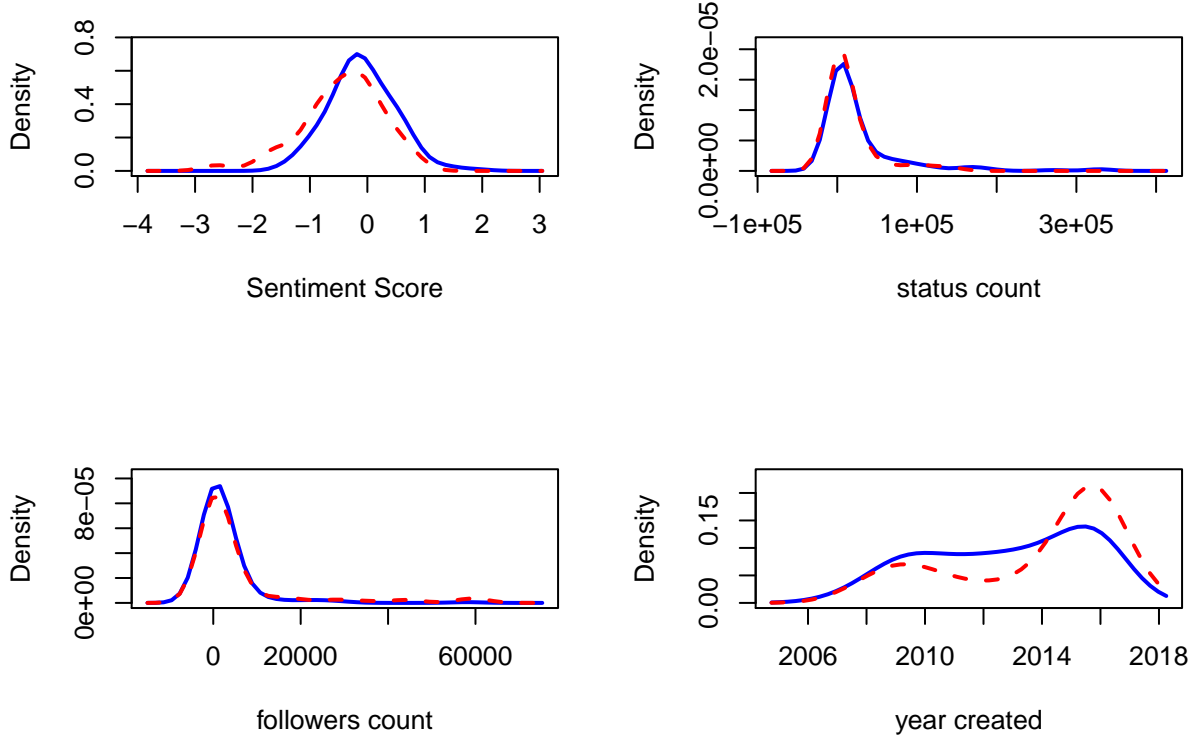 Density
0.0 0.4 0.8
−4 −3 −2 −1 0 1 2 3
Sentiment Score
Density
0.0e+00 2.0e−05
−1e+05 1e+05 3e+05
status count
Density
0e+00 8e−05
0 20000 60000
followers count
Density
0.00 0.15
2006 2010 2014 2018
year created